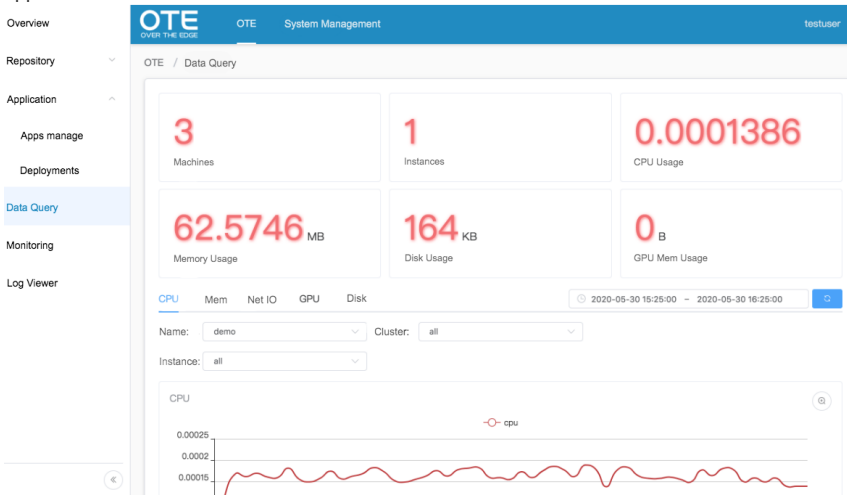 Overview
Repository
Application
Apps manage
Deployments
Data Query
Monitoring
Log Viewer
OTE
OVER THE EDGE
OTE System Management testuser
OTE / Data Query
3
Machines
1
Instances
0.0001386
CPU Usage
62.5746 MB
Memory Usage
164 KB
Disk Usage
0 B
GPU Mem Usage
CPU Mem Net IO GPU Disk
2020-05-30 15:25:00 – 2020-05-30 16:25:00
Name: demo Cluster: all
Instance: all
CPU
cpu
0.00025
0.0002
0.00015